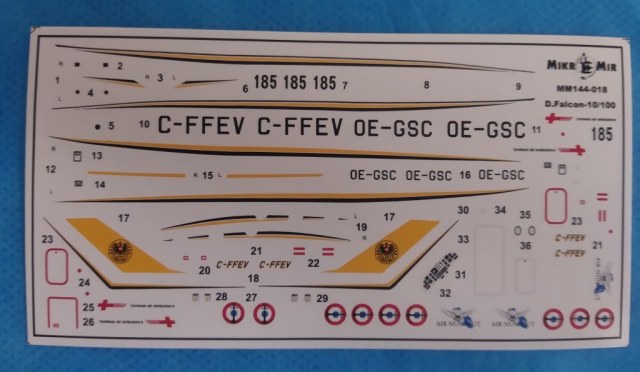 MIKR MIR
MM144-018
D.Falcon-10/100
1 2 R 3 L 6 185 185 185 7 8 9
L 4
5 10 C-FFEV C-FFEV OE-GSC OE-GSC 11
185
13
12 R R 15 L OE-GSC OE-GSC 16 OE-GSC
L 14
17 17 30 34 35 23
L
19
R
33
23 21 36 21
C-FFEV
20 C-FFEV C-FFEV 22
C-FFEV
31
24 18
32
25 28 27 29
26
AIR